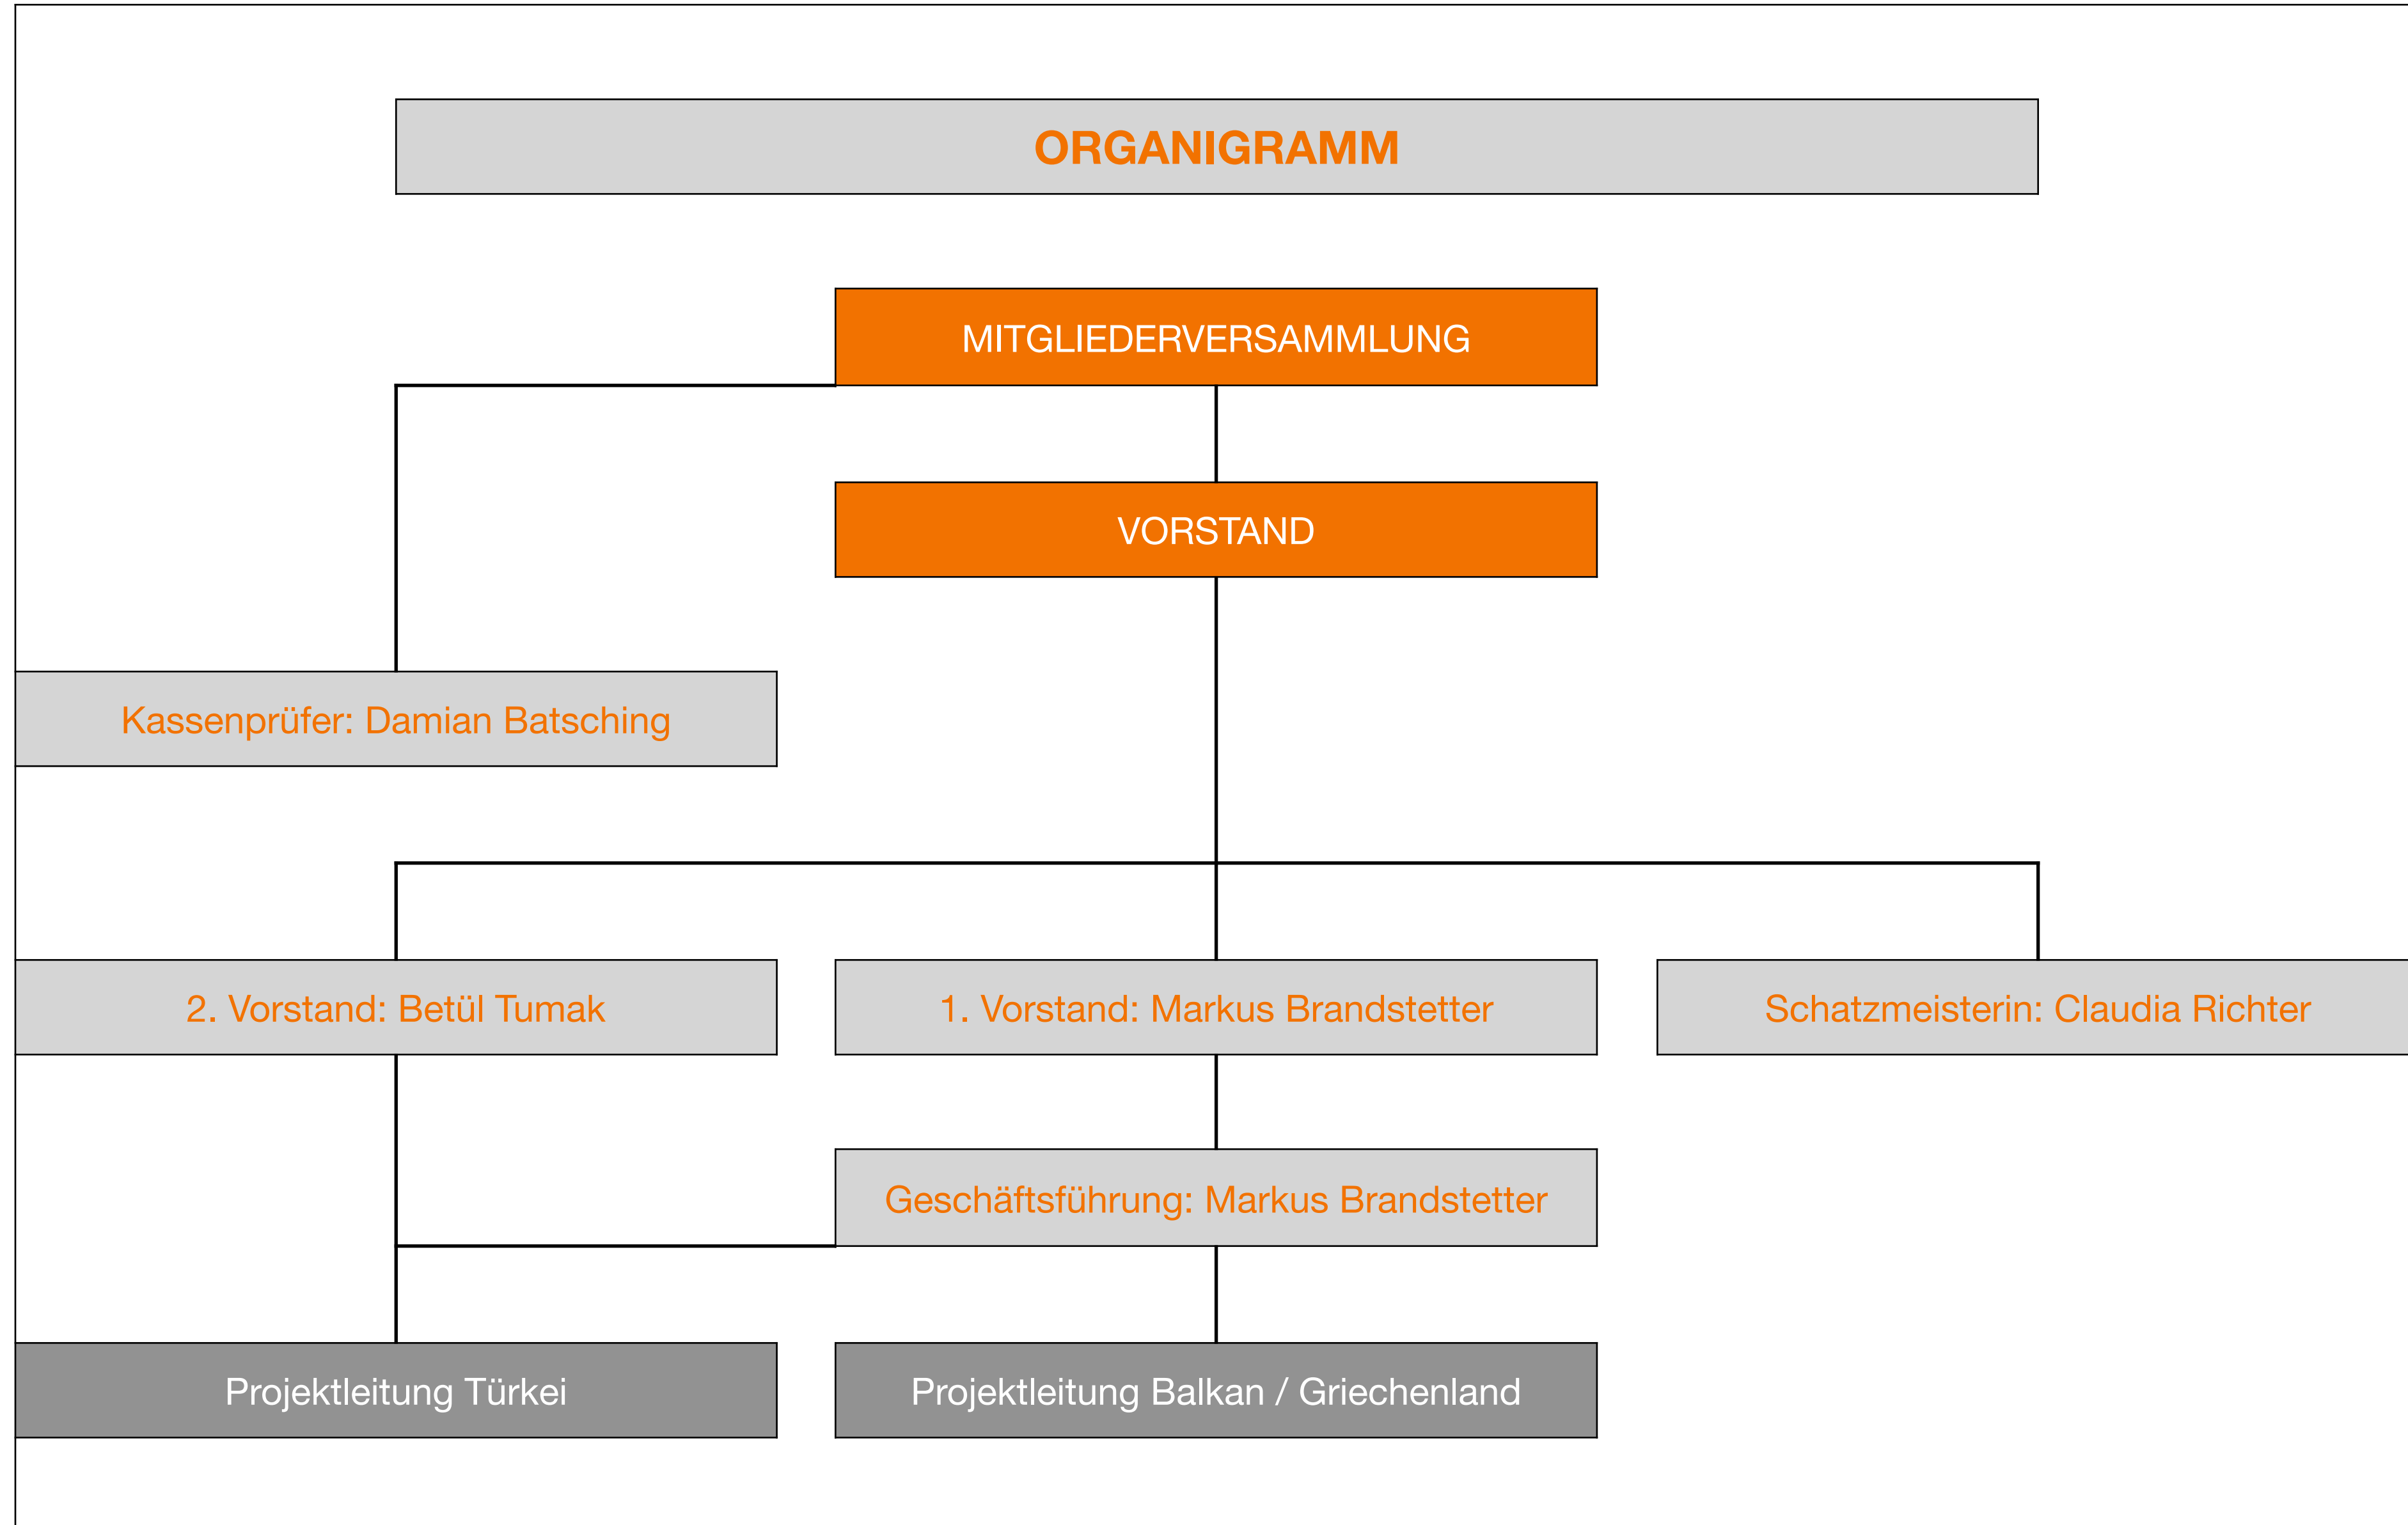 ORGANIGRAMM
MITGLIEDERVERSAMMLUNG
VORSTAND
Kassenprüfer: Damian Batsching
2. Vorstand: Betül Tumak
1. Vorstand: Markus Brandstetter
Schatzmeisterin: Claudia Richter
Geschäftsführung: Markus Brandstetter
Projektleitung Türkei
Projektleitung Balkan / Griechenland